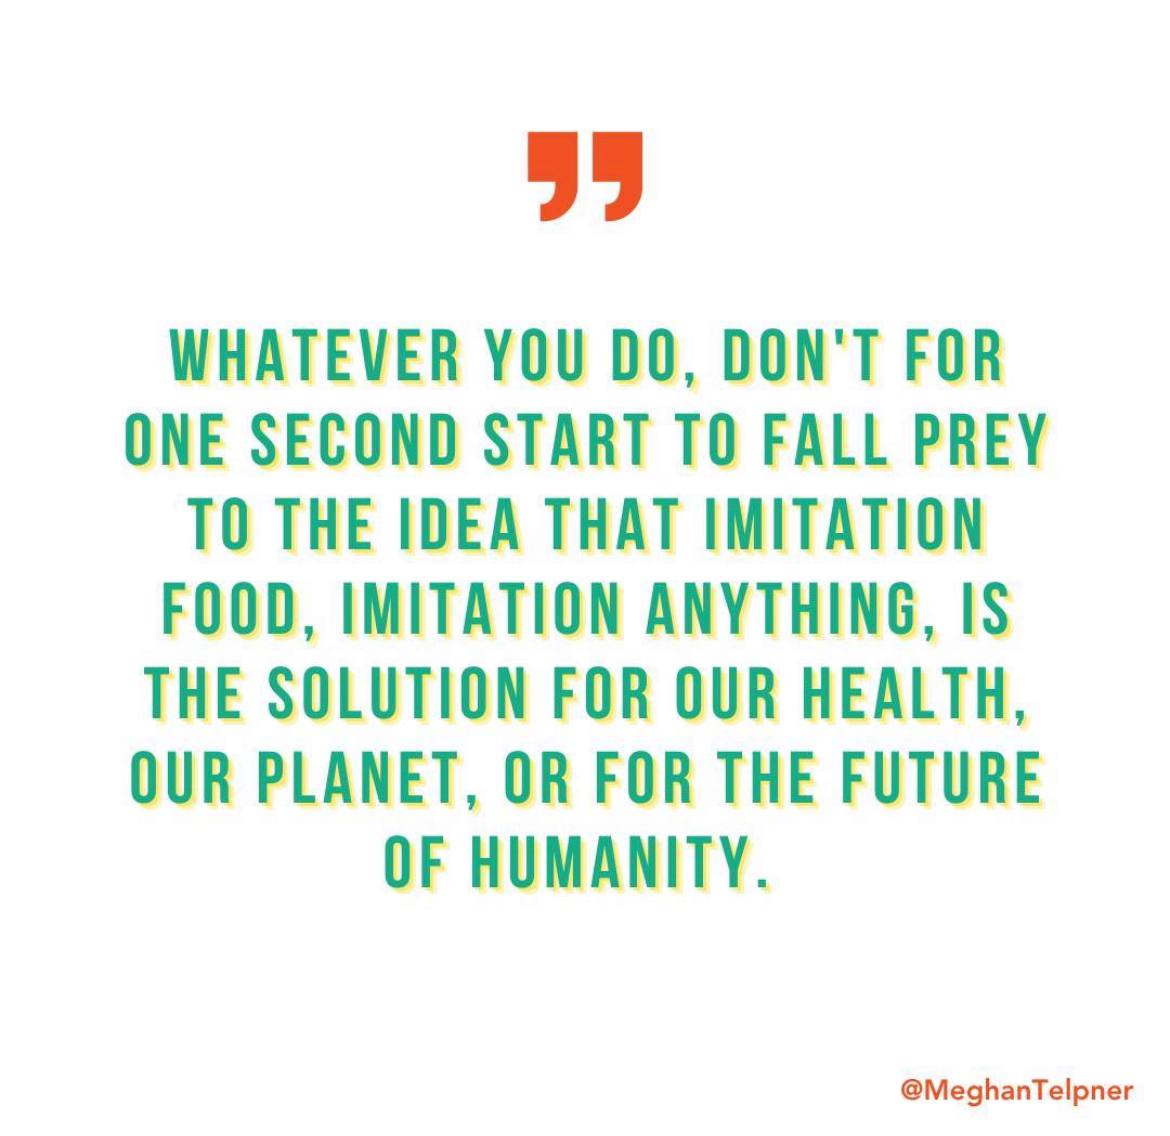 ”
WHATEVER YOU DO, DON'T FOR
ONE SECOND START TO FALL PREY
TO THE IDEA THAT IMITATION
FOOD, IMITATION ANYTHING, IS
THE SOLUTION FOR OUR HEALTH,
OUR PLANET, OR FOR THE FUTURE
OF HUMANITY.
@MeghanTelpner